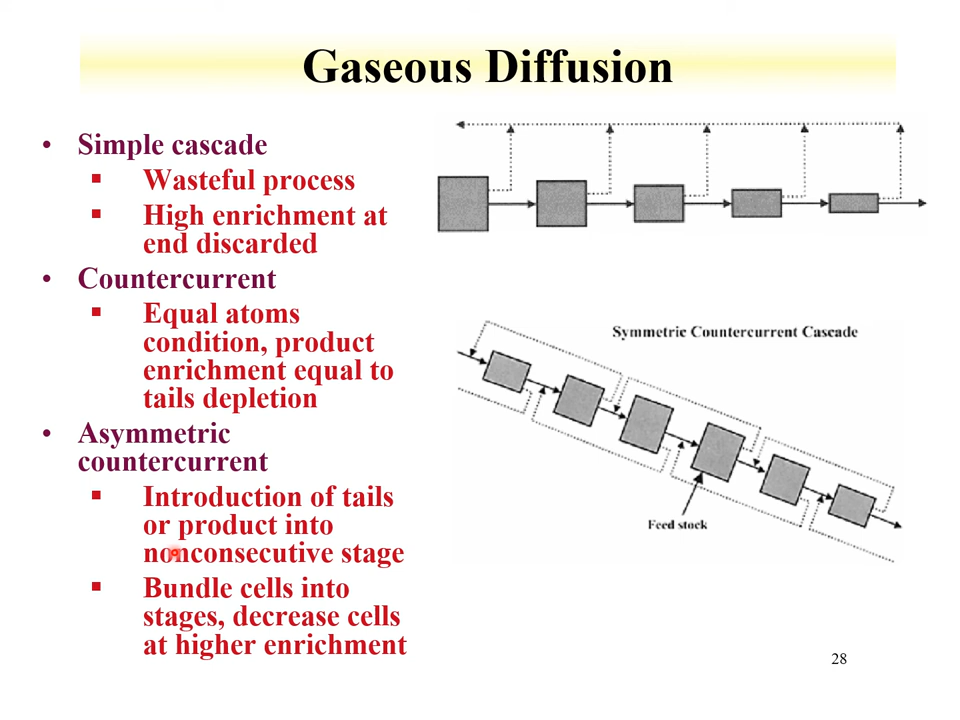 Gaseous Diffusion
• Simple cascade
▪ Wasteful process
▪ High enrichment at
end discarded
• Countercurrent
▪ Equal atoms
condition, product
enrichment equal to
tails depletion
• Asymmetric
countercurrent
▪ Introduction of tails
or product into
nonconsecutive stage
▪ Bundle cells into
stages, decrease cells
at higher enrichment
Symmetric Countercurrent Cascade
Feed stock
28